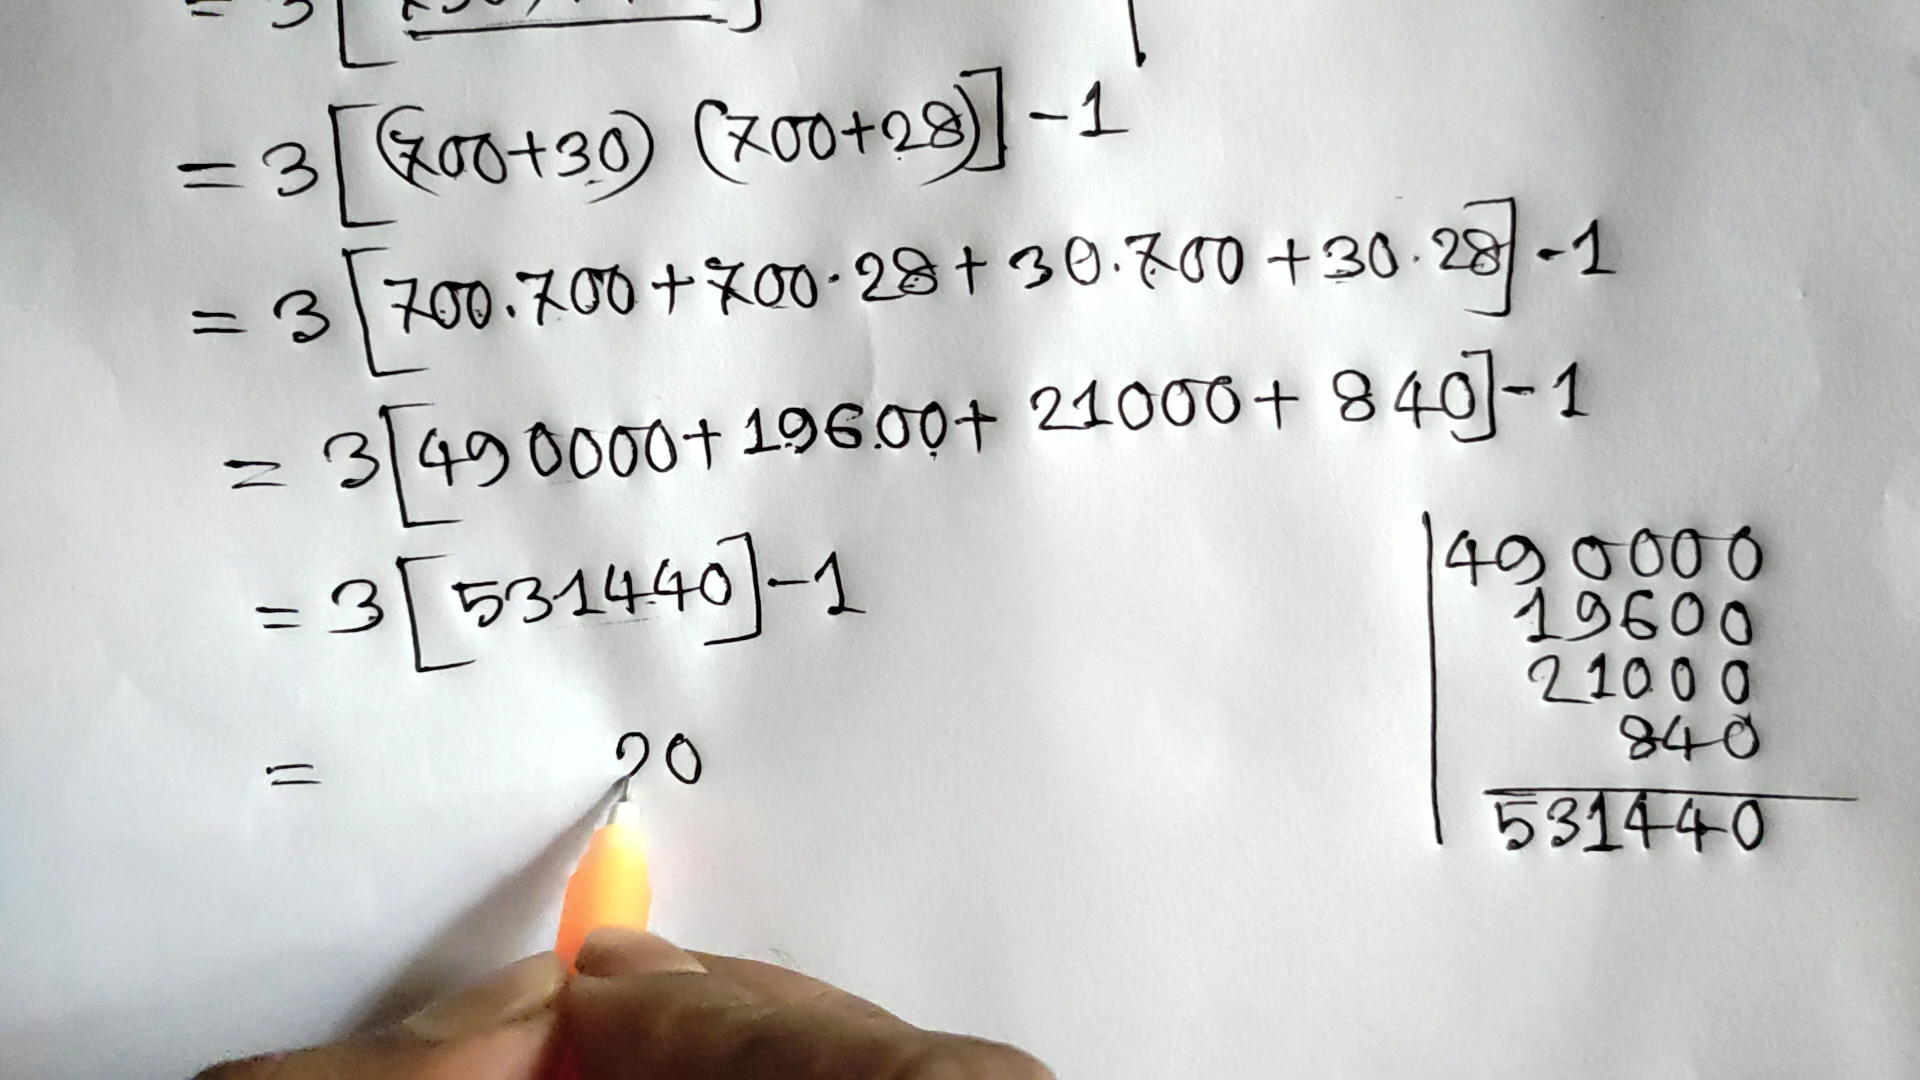 = 3[
= 3[(700+30) (700+28)] -1
= 3[700.700+700.28+30.700+30.28] -1
= 3[490000+19600+21000+840] -1
= 3[531440] -1
= 20
490000
19600
21000
840
531440